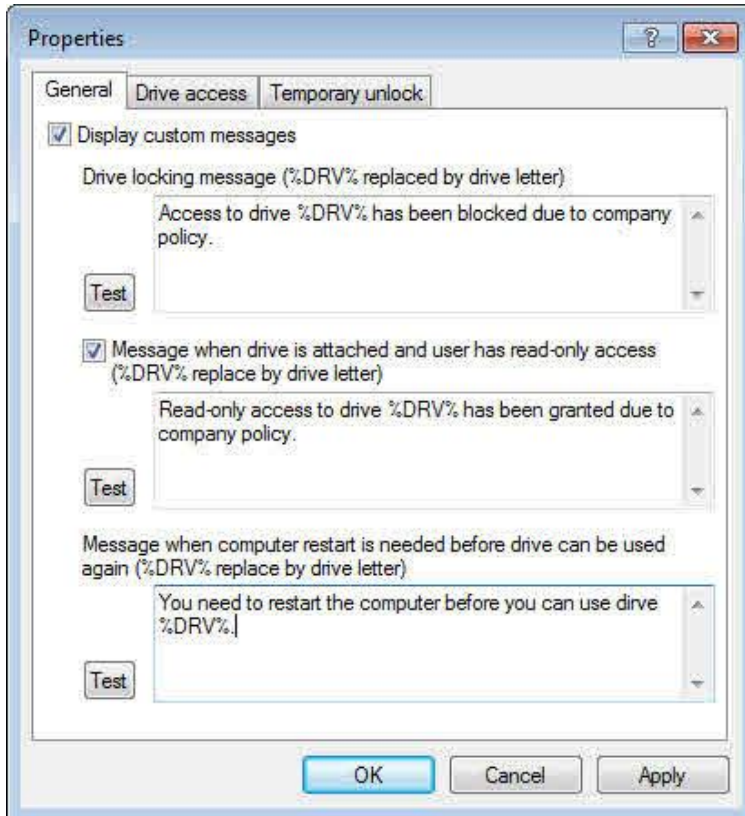 Properties
General Drive access Temporary unlock
Display custom messages
Drive locking message (%DRV% replaced by drive letter)
Access to drive %DRV% has been blocked due to company
policy.
Test
Message when drive is attached and user has read-only access
(%DRV% replace by drive letter)
Read-only access to drive %DRV% has been granted due to
company policy.
Test
Message when computer restart is needed before drive can be used
again (%DRV% replace by drive letter)
You need to restart the computer before you can use dirve
%DRV%.
Test
OK Cancel Apply